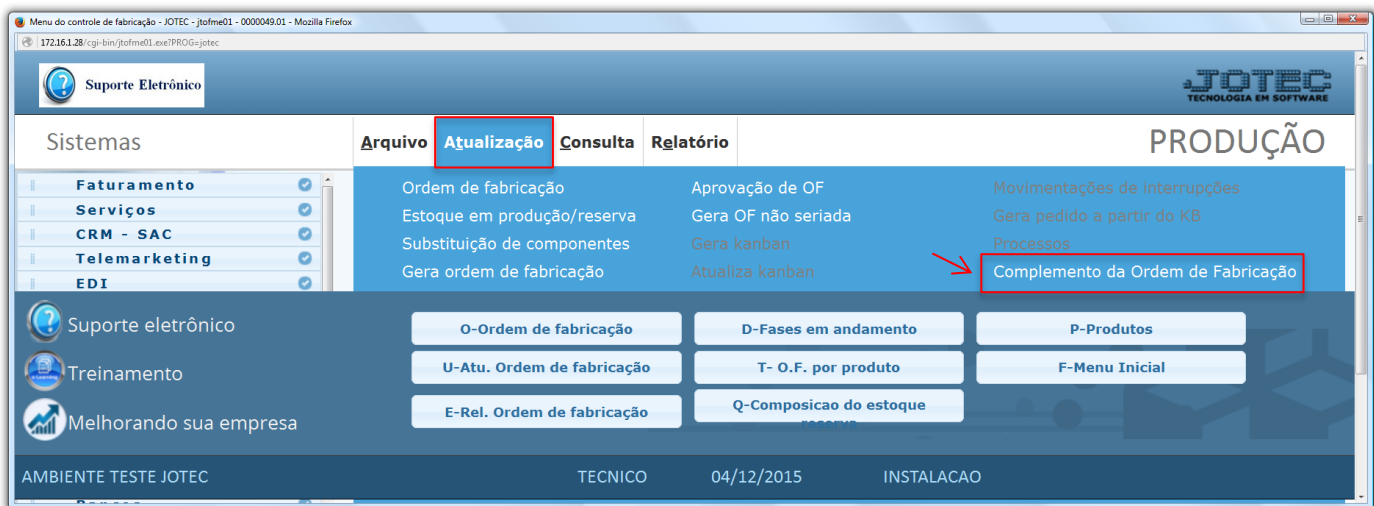 Menu do controle de fabricação - JOTEC - jtofme01 - 0000049.01 - Mozilla Firefox
172.16.1.28/cgi-bin/jtofme01.exe?PROG=jotec
Suporte Eletrônico
JOTEC
TECNOLOGIA EM SOFTWARE
Sistemas
Arquivo Atualização Consulta Relatório
PRODUÇÃO
Faturamento
Serviços
CRM - SAC
Telemarketing
EDI
Ordem de fabricação
Estoque em produção/reserva
Substituição de componentes
Gera ordem de fabricação
Aprovação de OF
Gera OF não seriada
Gera kanban
Atualiza kanban
Movimentações de interrupções
Gera pedido a partir do KB
Processos
Complemento da Ordem de Fabricação
Suporte eletrônico
Treinamento
Melhorando sua empresa
O-Ordem de fabricação
D-Fases em andamento
P-Produtos
U-Atu. Ordem de fabricação
T- O.F. por produto
F-Menu Inicial
E-Rel. Ordem de fabricação
Q-Composicao do estoque
AMBIENTE TESTE JOTEC TECNICO 04/12/2015 INSTALACAO